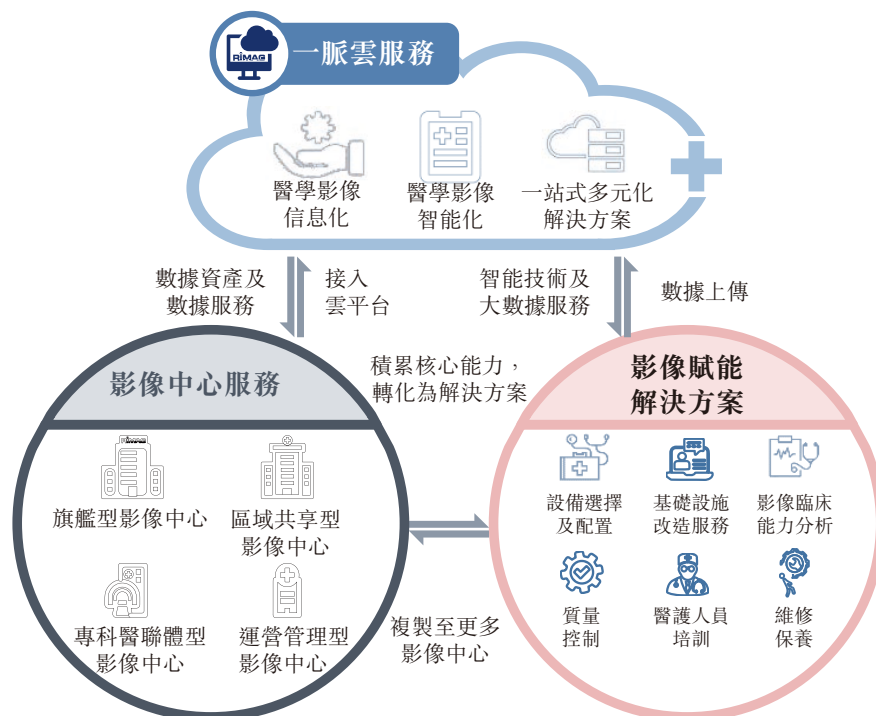 RIMAG
一脈雲服務
醫學影像
信息化
醫學影像
智能化
一站式多元化
解決方案
數據資產及
數據服務
接入
雲平台
智能技術及
大數據服務
數據上傳
影像中心服務
積累核心能力，
轉化為解決方案
影像賦能
解決方案
RIMAG
旗艦型影像中心
區域共享型
影像中心
專科醫聯體型
影像中心
運營管理型
影像中心
複製至更多
影像中心
設備選擇
及配置
基礎設施
改造服務
影像臨床
能力分析
質量
控制
醫護人員
培訓
維修
保養